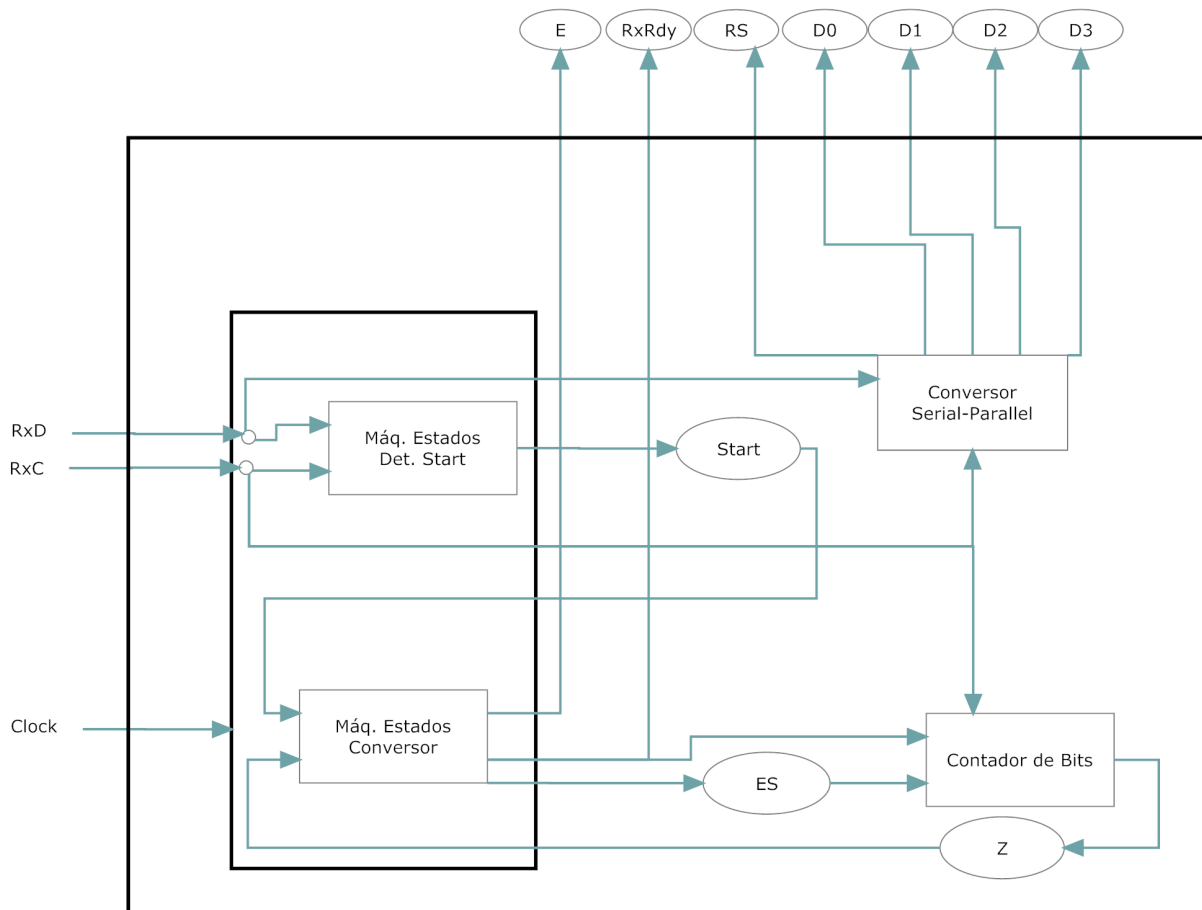 E
RxRdy
RS
D0
D1
D2
D3
Conversor
Serial-Parallel
RxD
RxC
Máq. Estados
Det. Start
Start
Clock
Máq. Estados
Conversor
ES
Contador de Bits
Z